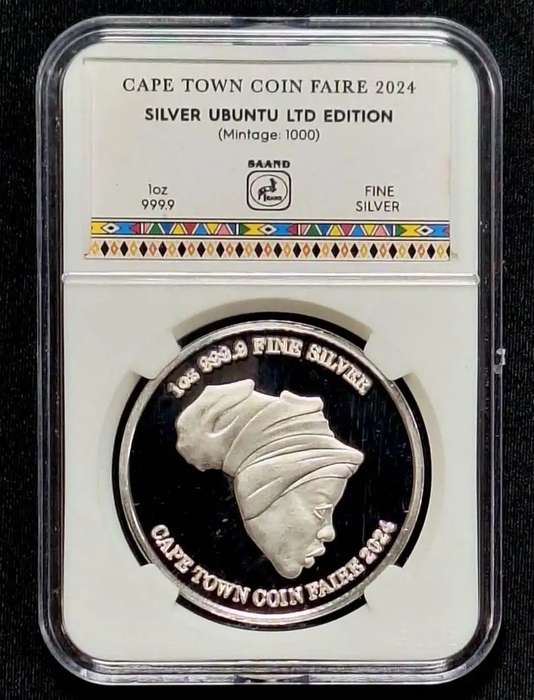 CAPE TOWN COIN FAIRE 2024
SILVER UBUNTU LTD EDITION
(Mintage: 1000)
SAAND
1oz
999.9
FINE
SILVER
1oz 999.9 FINE SILVER
CAPE TOWN COIN FAIRE 2024